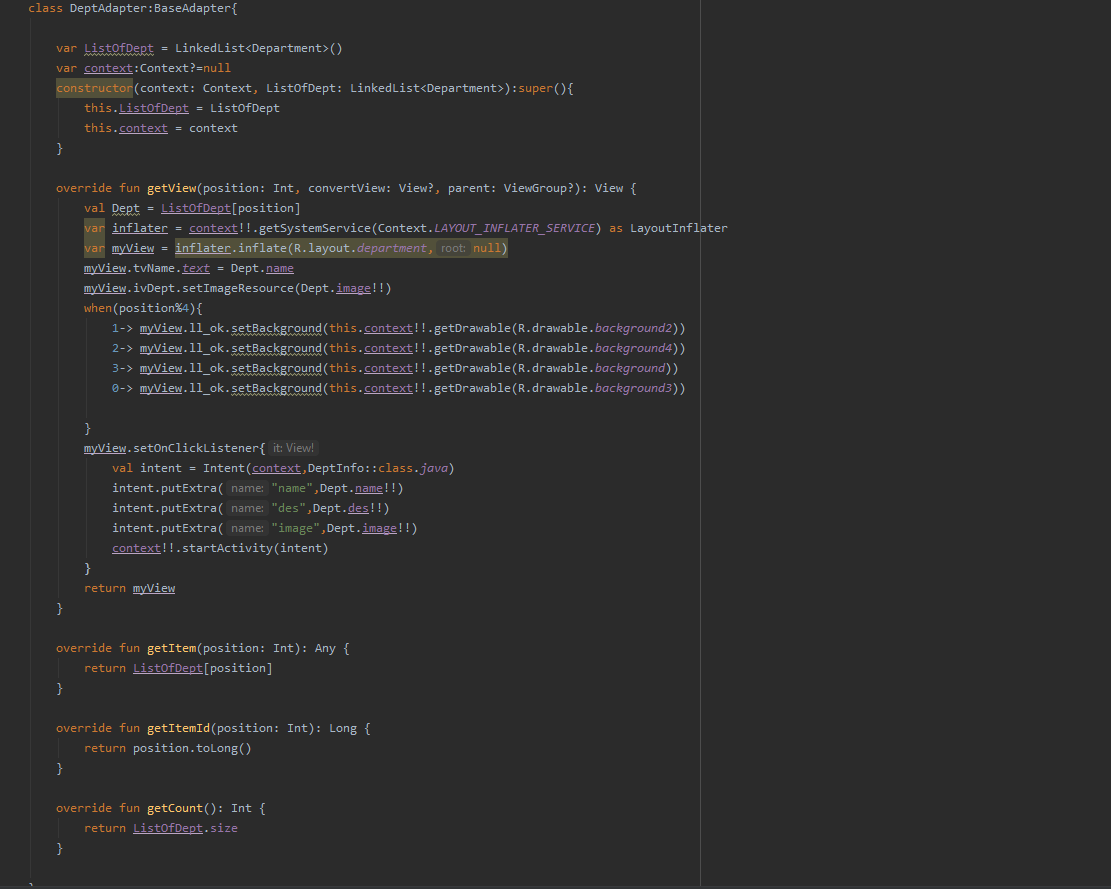 class DeptAdapter:BaseAdapter{
var ListOfDept = LinkedList<Department>()
var context:Context?=null
constructor(context: Context, ListOfDept: LinkedList<Department>):super(){
this.ListOfDept = ListOfDept
this.context = context
}
override fun getView(position: Int, convertView: View?, parent: ViewGroup?): View {
val Dept = ListOfDept[position]
var inflater = context!!.getSystemService(Context.LAYOUT_INFLATER_SERVICE) as LayoutInflater
var myView = inflater.inflate(R.layout.department, root: null)
myView.tvName.text = Dept.name
myView.ivDept.setImageResource(Dept.image!!)
when(position%4){
1-> myView.ll_ok.setBackground(this.context!!.getDrawable(R.drawable.background2))
2-> myView.ll_ok.setBackground(this.context!!.getDrawable(R.drawable.background4))
3-> myView.ll_ok.setBackground(this.context!!.getDrawable(R.drawable.background))
0-> myView.ll_ok.setBackground(this.context!!.getDrawable(R.drawable.background3))
}
myView.setOnClickListener{ it: View!
val intent = Intent(context,DeptInfo::class.java)
intent.putExtra( name: "name",Dept.name!!)
intent.putExtra( name: "des",Dept.des!!)
intent.putExtra( name: "image",Dept.image!!)
context!!.startActivity(intent)
}
return myView
}
override fun getItem(position: Int): Any {
return ListOfDept[position]
}
override fun getItemId(position: Int): Long {
return position.toLong()
}
override fun getCount(): Int {
return ListOfDept.size
}
}